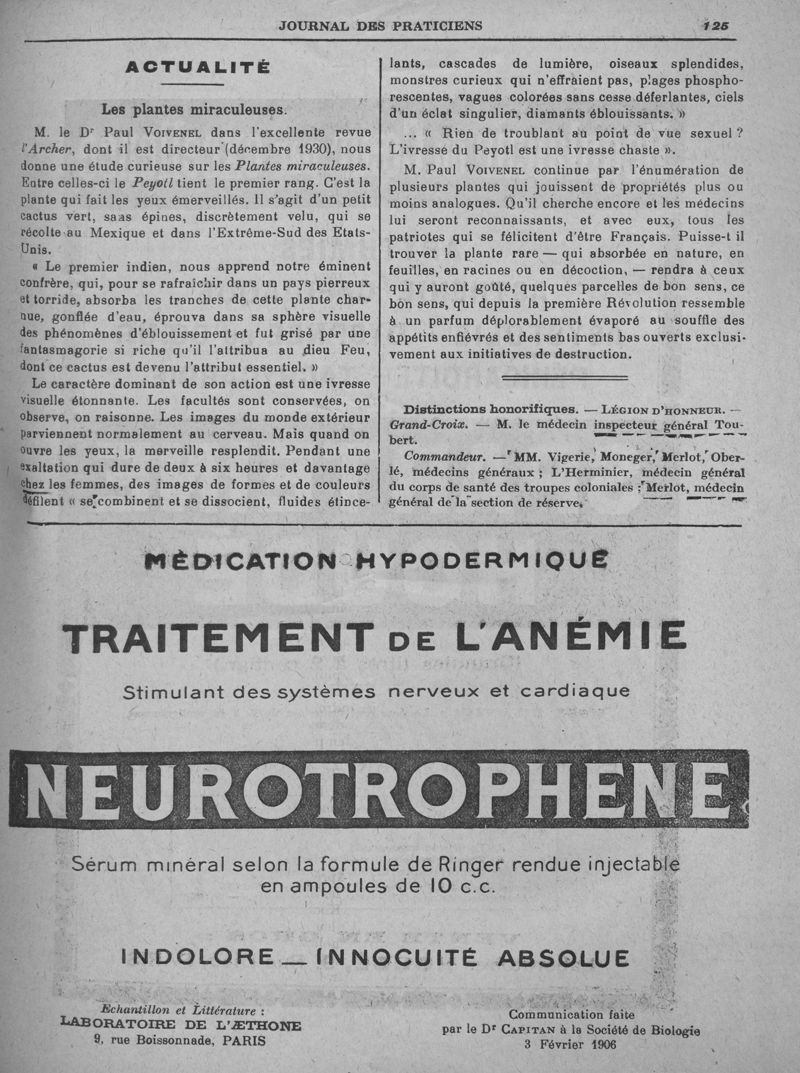 JOURNAL DES PRATICIENS 125
ACTUALITÉ
Les plantes miraculeuses.
M. le Dr Paul VOIVENEL dans l'excellente revue
l'Archer, dont il est directeur (décembre 1930), nous
donne une étude curieuse sur les Plantes miraculeuses.
Entre celles-ci le Peyotl tient le premier rang. C'est la
plante qui fait les yeux émerveillés. Il s'agit d'un petit
cactus vert, sans épines, discrètement velu, qui se
récolte au Mexique et dans l'Extrême-Sud des Etats-
Unis.
« Le premier indien, nous apprend notre éminent
confrère, qui, pour se rafraîchir dans un pays pierreux
et torride, absorba les tranches de cette plante char-
nue, gonflée d'eau, éprouva dans sa sphère visuelle
des phénomènes d'éblouissement et fut grisé par une
fantasmagorie si riche qu'il l'attribua au dieu Feu,
dont ce cactus est devenu l'attribut essentiel. »
Le caractère dominant de son action est une ivresse
visuelle étonnante. Les facultés sont conservées, on
observe, on raisonne. Les images du monde extérieur
parviennent normalement au cerveau. Mais quand on
ouvre les yeux, la merveille resplendit. Pendant une
exaltation qui dure de deux à six heures et davantage
chez les femmes, des images de formes et de couleurs
défilent « se combinent et se dissocient, fluides étince-
lants, cascades de lumière, oiseaux splendides,
monstres curieux qui n'effraient pas, plages phospho-
rescentes, vagues colorées sans cesse déferlantes, ciels
d'un éclat singulier, diamants éblouissants. »
... « Rien de troublant au point de vue sexuel ?
L'ivresse du Peyotl est une ivresse chaste ».
M. Paul VOIVENEL continue par l'énumération de
plusieurs plantes qui jouissent de propriétés plus ou
moins analogues. Qu'il cherche encore et les médecins
lui seront reconnaissants, et avec eux, tous les
patriotes qui se félicitent d'être Français. Puisse-t il
trouver la plante rare — qui absorbée en nature, en
feuilles, en racines ou en décoction, — rendra à ceux
qui y auront goûté, quelques parcelles de bon sens, ce
bon sens, qui depuis la première Révolution ressemble
à un parfum déplorablement évaporé au souffle des
appétits enfiévrés et des sentiments bas ouverts exclusi-
vement aux initiatives de destruction.
Distinctions honorifiques. — LÉGION D'HONNEUR. —
Grand-Croix. — M. le médecin inspecteur général Tou-
bert.
Commandeur. — MM. Vigerie, Moneger, Merlot, Ober-
lé, médecins généraux ; L'Herminier, médecin général
du corps de santé des troupes coloniales ; Merlot, médecin
général de la section de réserve.
MÉDICATION HYPODERMIQUE
TRAITEMENT DE L'ANÉMIE
Stimulant des systèmes nerveux et cardiaque
NEUROTROPHENE
Sérum minéral selon la formule de Ringer rendue injectable
en ampoules de 10 c.c.
INDOLORE — INNOCUITÉ ABSOLUE
Echantillon et Littérature :
LABORATOIRE DE L'ÆTHONE
9, rue Boissonnade, PARIS
Communication faite
par le Dr CAPITAN à la Société de Biologie
3 Février 1906